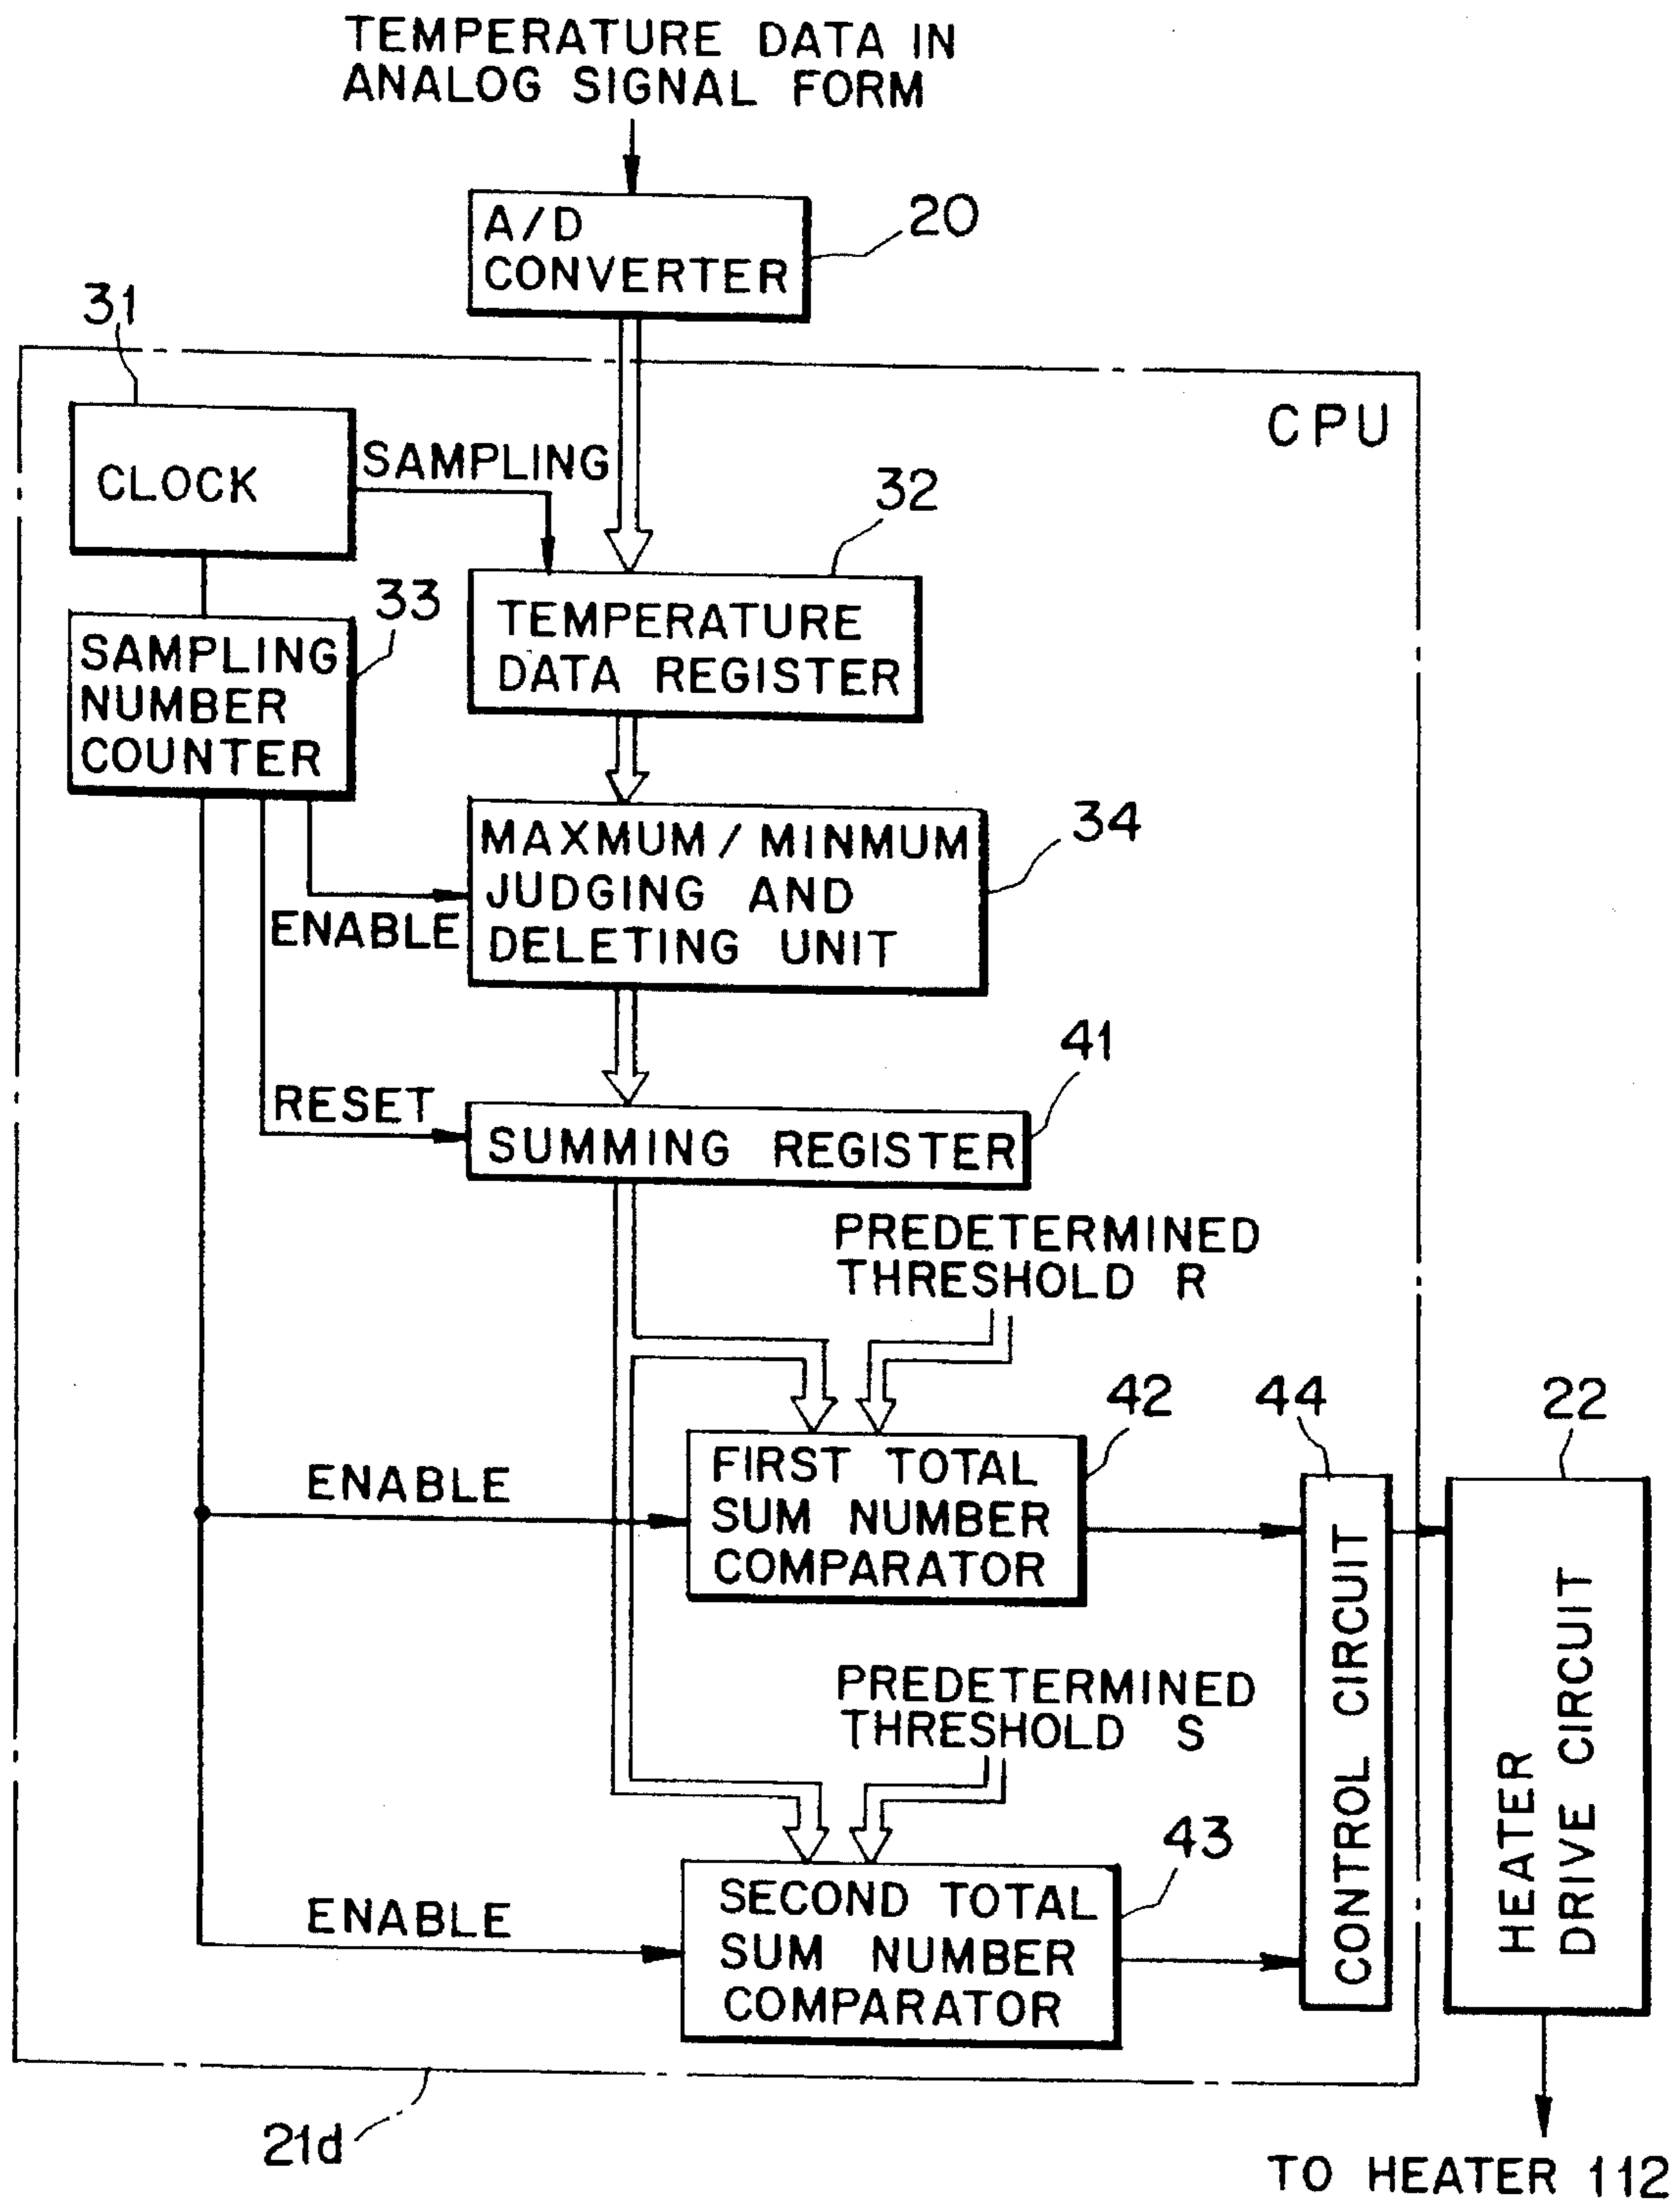 TEMPERATURE DATA IN
ANALOG SIGNAL FORM
A/D
CONVERTER
20
31
CPU
CLOCK
SAMPLING
32
33
TEMPERATURE
DATA REGISTER
SAMPLING
NUMBER
COUNTER
34
MAXMUM / MINMUM
JUDGING AND
DELETING UNIT
ENABLE
41
RESET
SUMMING REGISTER
PREDETERMINED
THRESHOLD R
42
44
22
FIRST TOTAL
SUM NUMBER
COMPARATOR
ENABLE
CONTROL CIRCUIT
HEATER
DRIVE CIRCUIT
PREDETERMINED
THRESHOLD S
43
SECOND TOTAL
SUM NUMBER
COMPARATOR
ENABLE
21d
TO HEATER 112